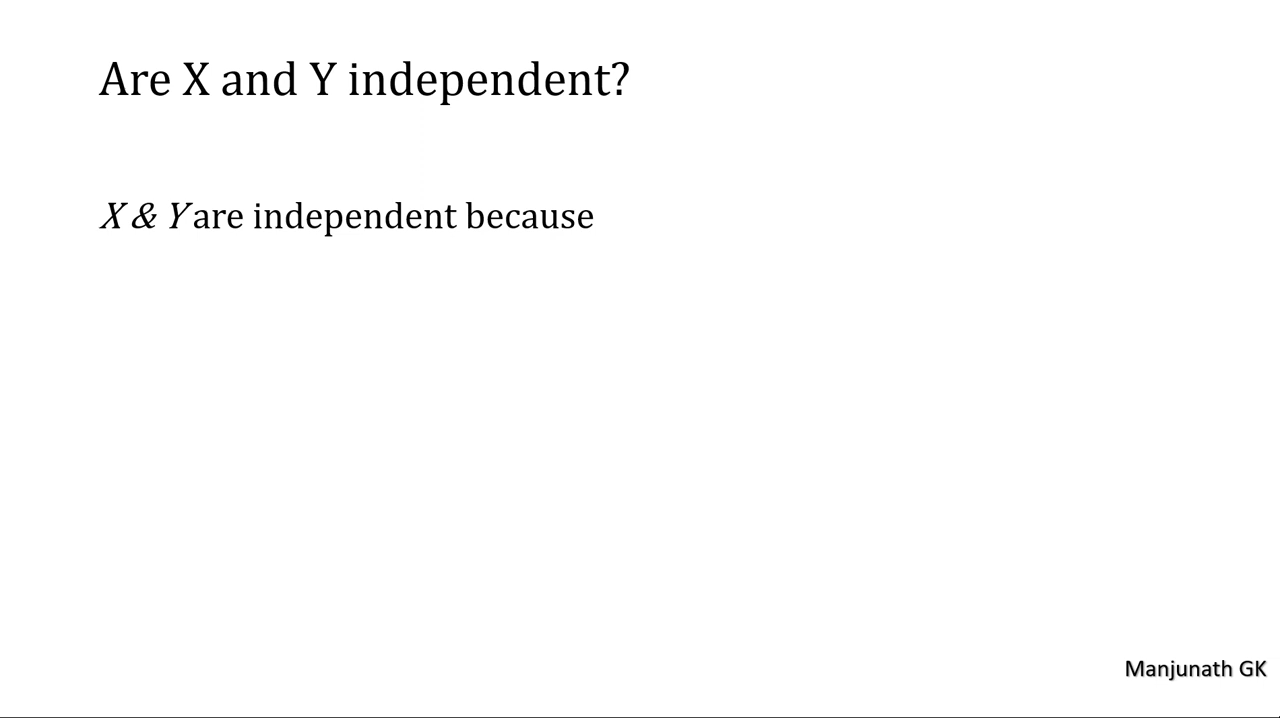 Are X and Y independent?
X & Y are independent because
Manjunath GK